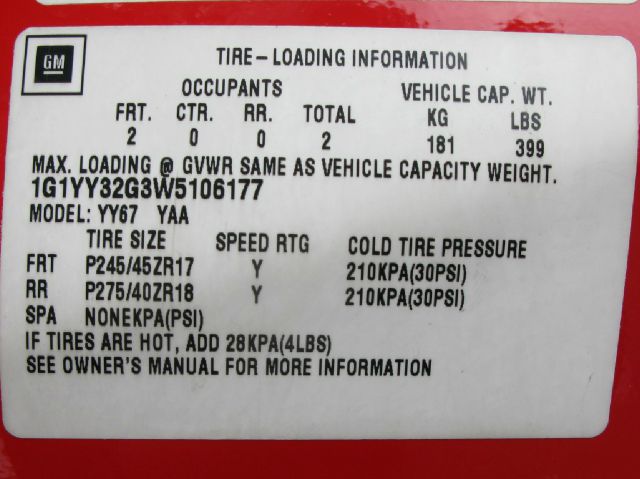 GM
TIRE-LOADING INFORMATION
OCCUPANTS VEHICLE CAP. WT.
FRT. CTR. RR. TOTAL KG LBS
2 0 0 2 181 399
MAX. LOADING @ GVWR SAME AS VEHICLE CAPACITY WEIGHT.
1G1YY32G3W5106177
MODEL: YY67 YAA
TIRE SIZE SPEED RTG COLD TIRE PRESSURE
FRT P245/45ZR17 Y 210KPA(30PSI)
RR P275/40ZR18 Y 210KPA(30PSI)
SPA NONEKPA(PSI)
IF TIRES ARE HOT, ADD 28KPA(4LBS)
SEE OWNER'S MANUAL FOR MORE INFORMATION